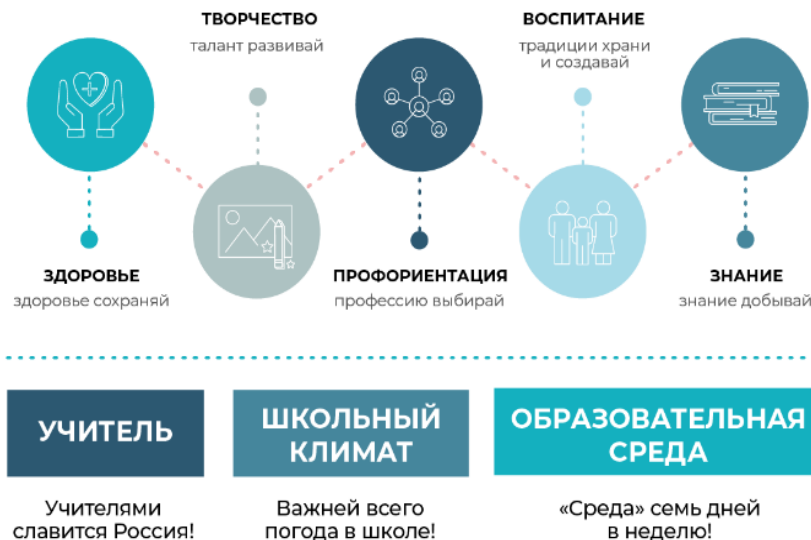 ТВОРЧЕСТВО
талант развивай
ВОСПИТАНИЕ
традиции храни
и создавай
ЗДОРОВЬЕ
здоровье сохраняй
ПРОФОРИЕНТАЦИЯ
профессию выбирай
ЗНАНИЕ
знание добывай
УЧИТЕЛЬ
ШКОЛЬНЫЙ
КЛИМАТ
ОБРАЗОВАТЕЛЬНАЯ
СРЕДА
Учителями
славится Россия!
Важней всего
погода в школе!
«Среда» семь дней
в неделю!